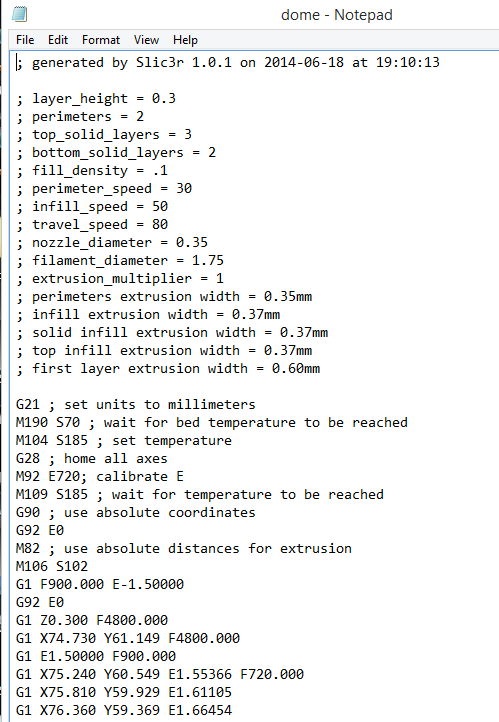 dome - Notepad
File Edit Format View Help
; generated by Slic3r 1.0.1 on 2014-06-18 at 19:10:13
; layer_height = 0.3
; perimeters = 2
; top_solid_layers = 3
; bottom_solid_layers = 2
; fill_density = .1
; perimeter_speed = 30
; infill_speed = 50
; travel_speed = 80
; nozzle_diameter = 0.35
; filament_diameter = 1.75
; extrusion_multiplier = 1
; perimeters extrusion width = 0.35mm
; infill extrusion width = 0.37mm
; solid infill extrusion width = 0.37mm
; top infill extrusion width = 0.37mm
; first layer extrusion width = 0.60mm
G21 ; set units to millimeters
M190 S70 ; wait for bed temperature to be reached
M104 S185 ; set temperature
G28 ; home all axes
M92 E720; calibrate E
M109 S185 ; wait for temperature to be reached
G90 ; use absolute coordinates
G92 E0
M82 ; use absolute distances for extrusion
M106 S102
G1 F900.000 E-1.50000
G92 E0
G1 Z0.300 F4800.000
G1 X74.730 Y61.149 F4800.000
G1 E1.50000 F900.000
G1 X75.240 Y60.549 E1.55366 F720.000
G1 X75.810 Y59.929 E1.61105
G1 X76.360 Y59.369 E1.66454